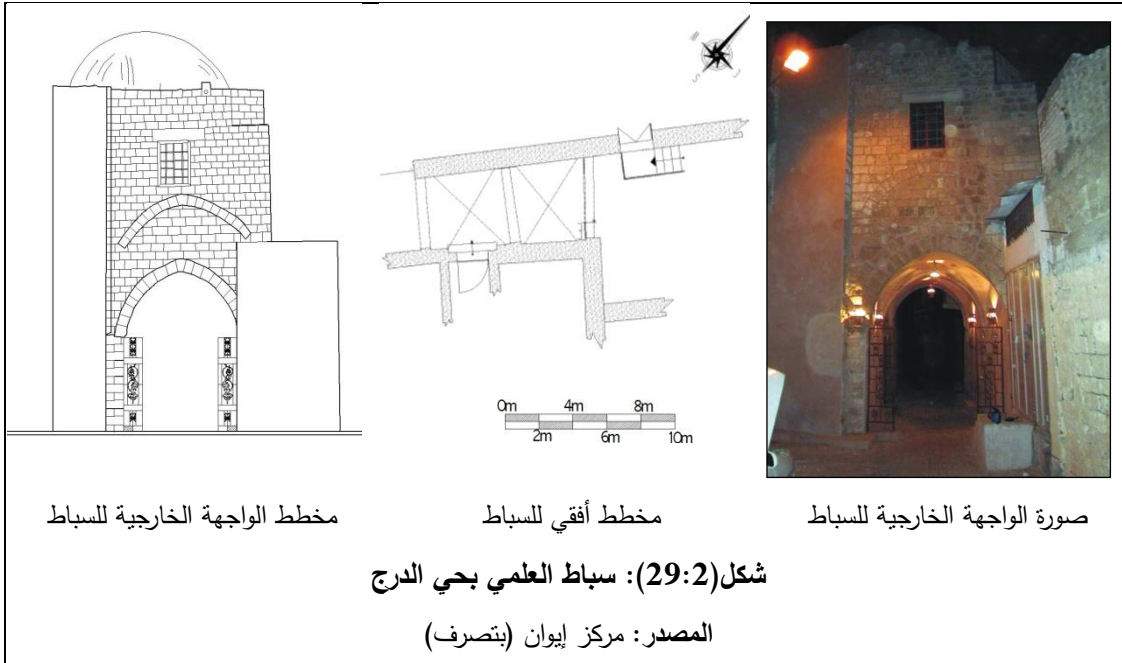 0m 4m 8m
2m 6m 10m
صورة الواجهة الخارجية للسباط
مخطط أفقي للسباط
مخطط الواجهة الخارجية للسباط
شكل(29:2): سباط العلمي بحي الدرج
المصدر: مركز إيوان (بتصرف)